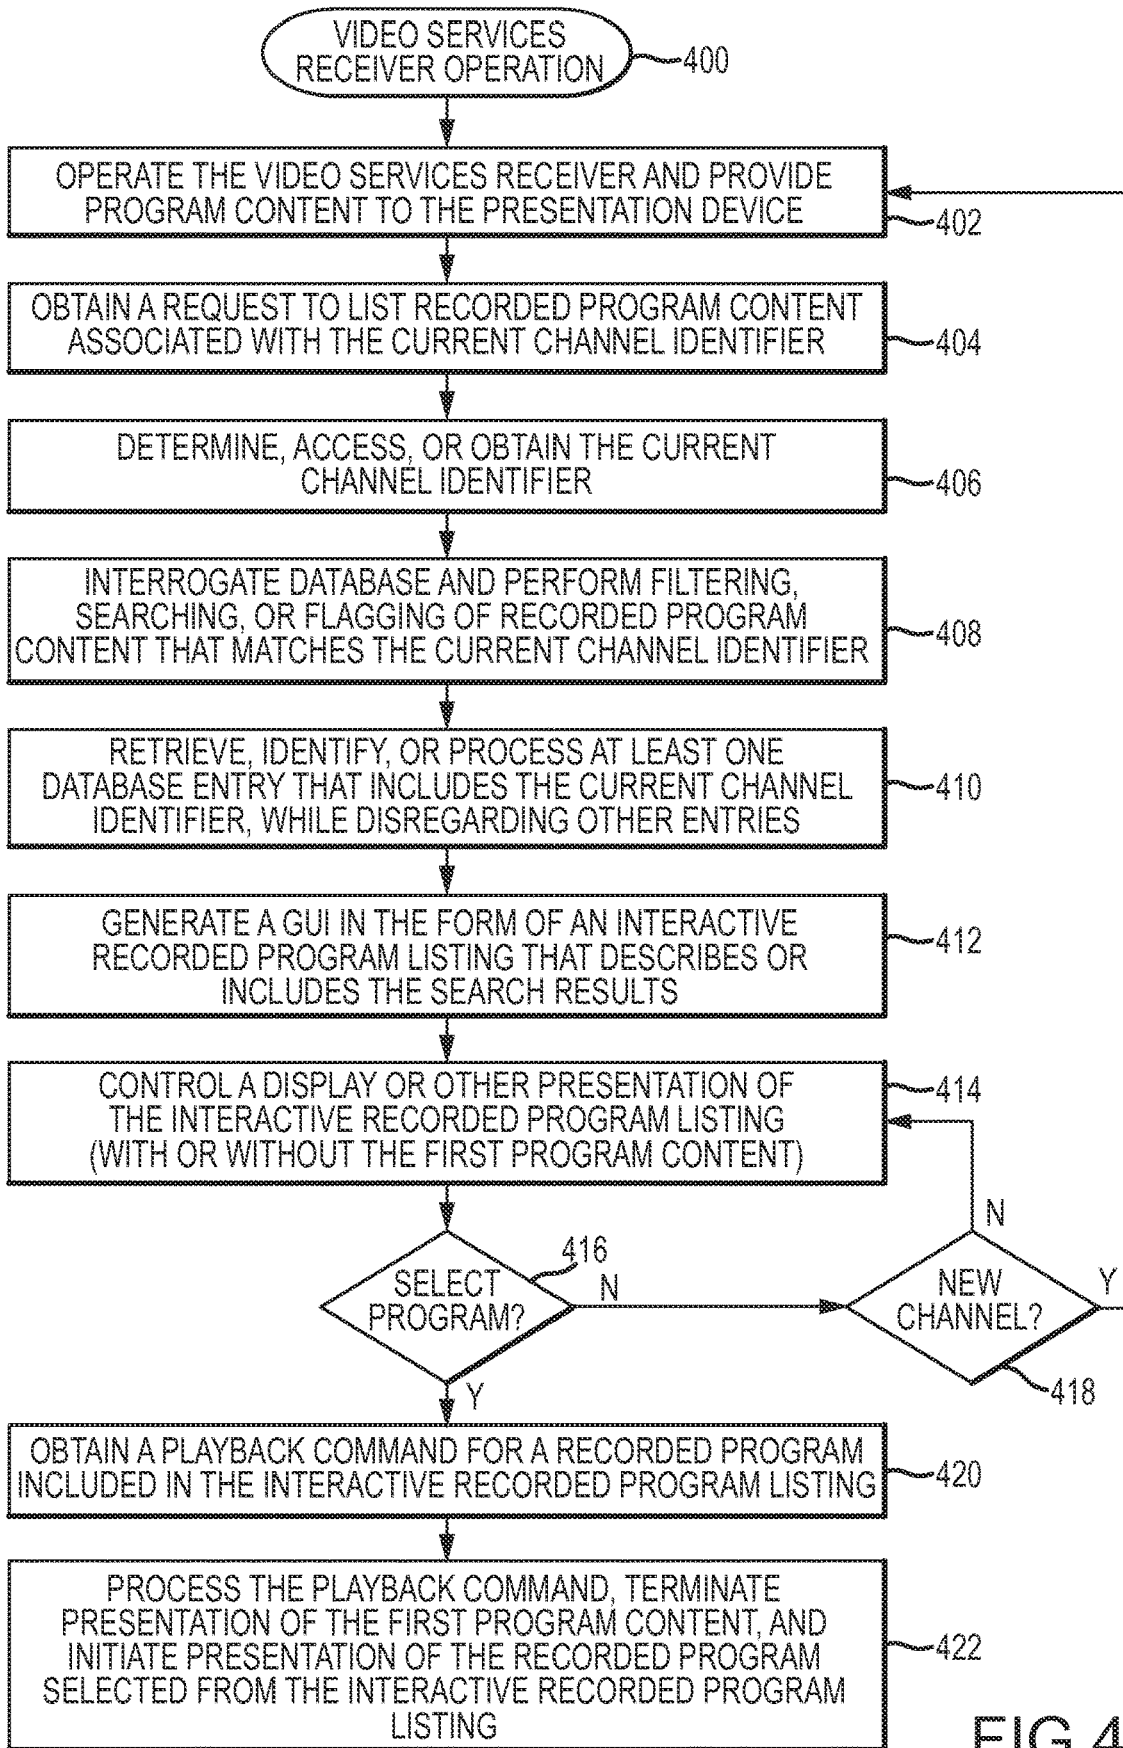 VIDEO SERVICES
RECEIVER OPERATION
400
OPERATE THE VIDEO SERVICES RECEIVER AND PROVIDE
PROGRAM CONTENT TO THE PRESENTATION DEVICE
402
OBTAIN A REQUEST TO LIST RECORDED PROGRAM CONTENT
ASSOCIATED WITH THE CURRENT CHANNEL IDENTIFIER
404
DETERMINE, ACCESS, OR OBTAIN THE CURRENT
CHANNEL IDENTIFIER
406
INTERROGATE DATABASE AND PERFORM FILTERING,
SEARCHING, OR FLAGGING OF RECORDED PROGRAM
CONTENT THAT MATCHES THE CURRENT CHANNEL IDENTIFIER
408
RETRIEVE, IDENTIFY, OR PROCESS AT LEAST ONE
DATABASE ENTRY THAT INCLUDES THE CURRENT CHANNEL
IDENTIFIER, WHILE DISREGARDING OTHER ENTRIES
410
GENERATE A GUI IN THE FORM OF AN INTERACTIVE
RECORDED PROGRAM LISTING THAT DESCRIBES OR
INCLUDES THE SEARCH RESULTS
412
CONTROL A DISPLAY OR OTHER PRESENTATION OF
THE INTERACTIVE RECORDED PROGRAM LISTING
(WITH OR WITHOUT THE FIRST PROGRAM CONTENT)
414
SELECT
PROGRAM?
416
N
Y
NEW
CHANNEL?
418
N
Y
OBTAIN A PLAYBACK COMMAND FOR A RECORDED PROGRAM
INCLUDED IN THE INTERACTIVE RECORDED PROGRAM LISTING
420
PROCESS THE PLAYBACK COMMAND, TERMINATE
PRESENTATION OF THE FIRST PROGRAM CONTENT, AND
INITIATE PRESENTATION OF THE RECORDED PROGRAM
SELECTED FROM THE INTERACTIVE RECORDED PROGRAM
LISTING
422
FIG.4